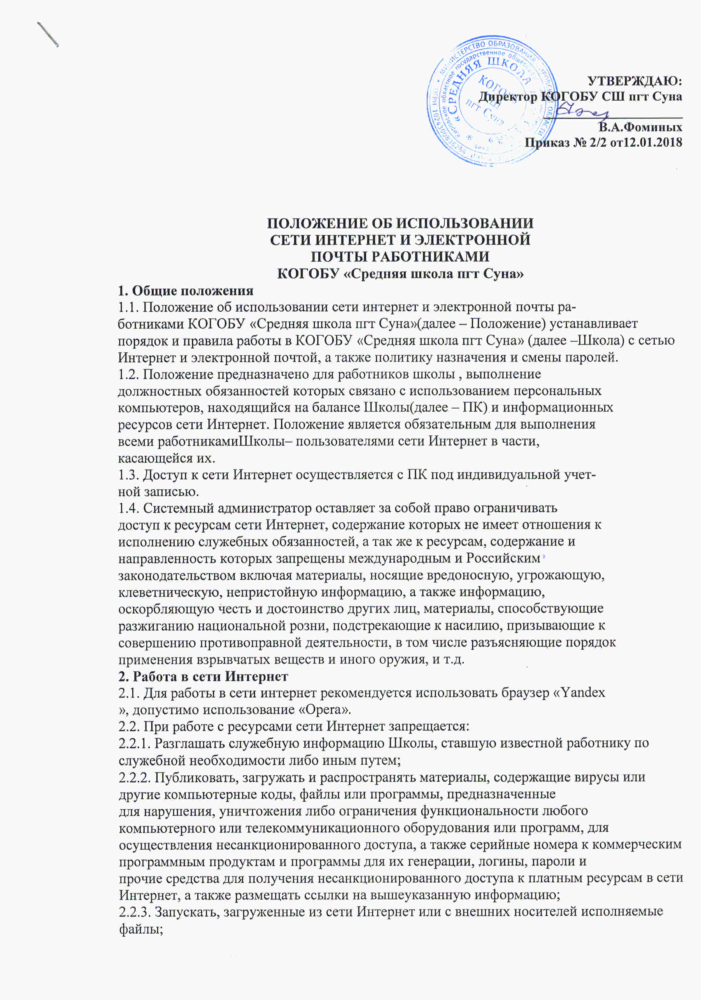 МИНИСТЕРСТВО ОБРАЗОВАНИЯ
ОБЛАСТИ
ОГРН 1024300836284
Кировское областное государственное
«СРЕДНЯЯ ШКОЛА
пгт Суна
УТВЕРЖДАЮ:
Директор КОГОБУ СШ пгт Суна
В.А.Фоминых
Приказ № 2/2 от12.01.2018
ПОЛОЖЕНИЕ ОБ ИСПОЛЬЗОВАНИИ
СЕТИ ИНТЕРНЕТ И ЭЛЕКТРОННОЙ
ПОЧТЫ РАБОТНИКАМИ
КОГОБУ «Средняя школа пгт Суна»
1. Общие положения
1.1. Положение об использовании сети интернет и электронной почты ра-
ботниками КОГОБУ «Средняя школа пгт Суна»(далее – Положение) устанавливает
порядок и правила работы в КОГОБУ «Средняя школа пгт Суна» (далее –Школа) с сетью
Интернет и электронной почтой, а также политику назначения и смены паролей.
1.2. Положение предназначено для работников школы , выполнение
должностных обязанностей которых связано с использованием персональных
компьютеров, находящийся на балансе Школы(далее – ПК) и информационных
ресурсов сети Интернет. Положение является обязательным для выполнения
всеми работникамиШколы– пользователями сети Интернет в части,
касающейся их.
1.3. Доступ к сети Интернет осуществляется с ПК под индивидуальной учет-
ной записью.
1.4. Системный администратор оставляет за собой право ограничивать
доступ к ресурсам сети Интернет, содержание которых не имеет отношения к
исполнению служебных обязанностей, а так же к ресурсам, содержание и
направленность которых запрещены международным и Российским
законодательством включая материалы, носящие вредоносную, угрожающую,
клеветническую, непристойную информацию, а также информацию,
оскорбляющую честь и достоинство других лиц, материалы, способствующие
разжиганию национальной розни, подстрекающие к насилию, призывающие к
совершению противоправной деятельности, в том числе разъясняющие порядок
применения взрывчатых веществ и иного оружия, и т.д.
2. Работа в сети Интернет
2.1. Для работы в сети интернет рекомендуется использовать браузер «Yandex
», допустимо использование «Opera».
2.2. При работе с ресурсами сети Интернет запрещается:
2.2.1. Разглашать служебную информацию Школы, ставшую известной работнику по
служебной необходимости либо иным путем;
2.2.2. Публиковать, загружать и распространять материалы, содержащие вирусы или
другие компьютерные коды, файлы или программы, предназначенные
для нарушения, уничтожения либо ограничения функциональности любого
компьютерного или телекоммуникационного оборудования или программ, для
осуществления несанкционированного доступа, а также серийные номера к коммерческим
программным продуктам и программы для их генерации, логины, пароли и
прочие средства для получения несанкционированного доступа к платным ресурсам в сети
Интернет, а также размещать ссылки на вышеуказанную информацию;
2.2.3. Запускать, загруженные из сети Интернет или с внешних носителей исполняемые
файлы;